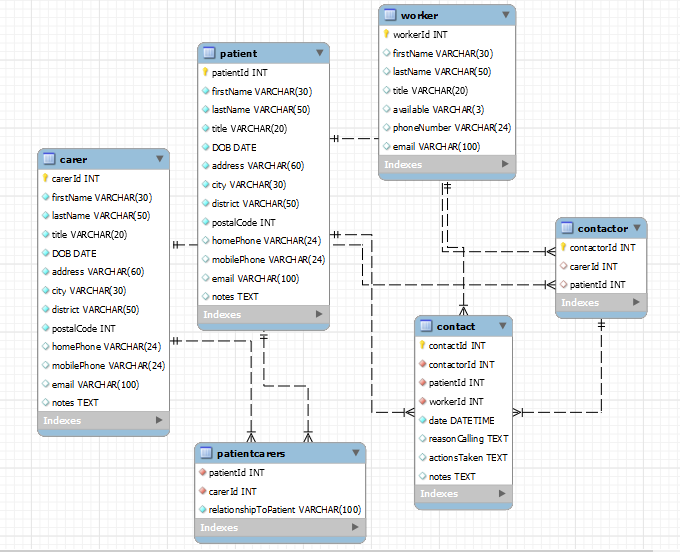 worker
workerId INT
firstName VARCHAR(30)
lastName VARCHAR(50)
title VARCHAR(20)
available VARCHAR(3)
phoneNumber VARCHAR(24)
email VARCHAR(100)
Indexes
patient
patientId INT
firstName VARCHAR(30)
lastName VARCHAR(50)
title VARCHAR(20)
DOB DATE
address VARCHAR(60)
city VARCHAR(30)
district VARCHAR(50)
postalCode INT
homePhone VARCHAR(24)
mobilePhone VARCHAR(24)
email VARCHAR(100)
notes TEXT
Indexes
carer
carerId INT
firstName VARCHAR(30)
lastName VARCHAR(50)
title VARCHAR(20)
DOB DATE
address VARCHAR(60)
city VARCHAR(30)
district VARCHAR(50)
postalCode INT
homePhone VARCHAR(24)
mobilePhone VARCHAR(24)
email VARCHAR(100)
notes TEXT
Indexes
contactor
contactorId INT
carerId INT
patientId INT
Indexes
contact
contactId INT
contactorId INT
patientId INT
workerId INT
date DATETIME
reasonCalling TEXT
actionsTaken TEXT
notes TEXT
Indexes
patientcarers
patientId INT
carerId INT
relationshipToPatient VARCHAR(100)
Indexes